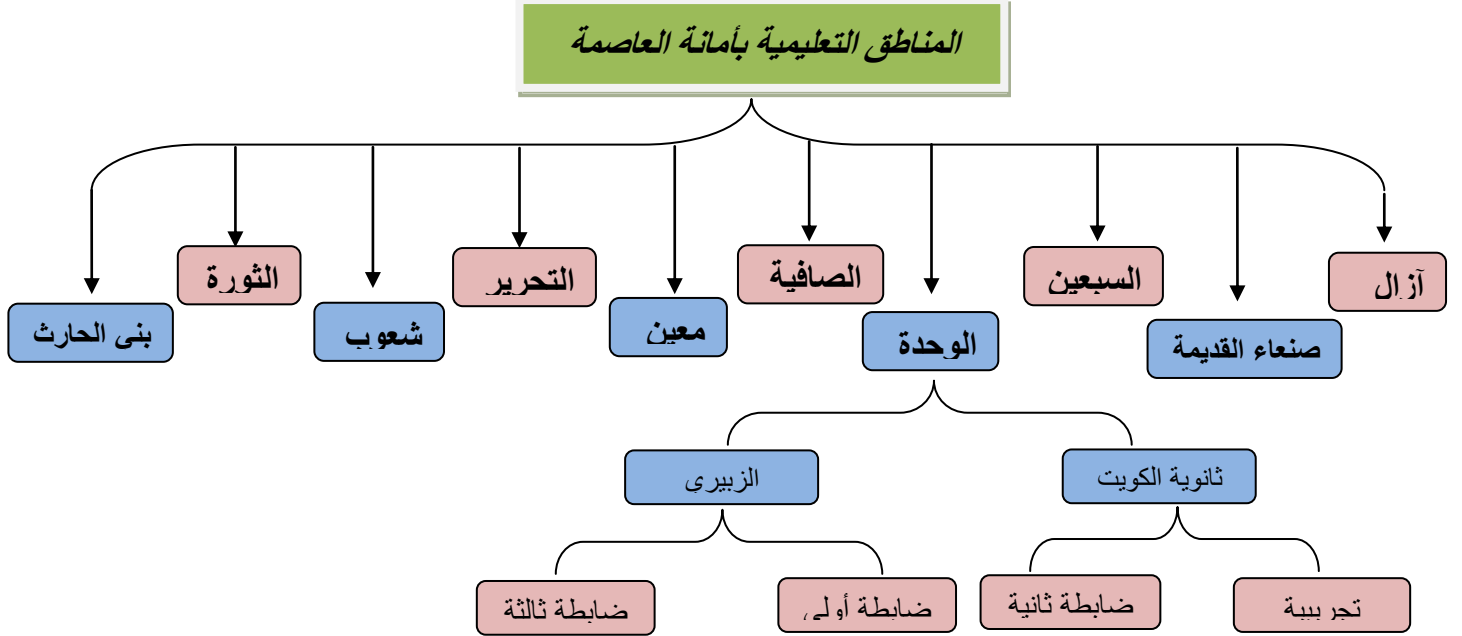 المناطق التعليمية بأمانة العاصمة
آزال
السبعين
الصافية
التحرير
الثورة
صنعاء القديمة
الوحدة
معين
شعوب
بنى الحارث
ثانوية الكويت
الزبيرى
تجريبية
ضابطة ثانية
ضابطة أولى
ضابطة ثالثة